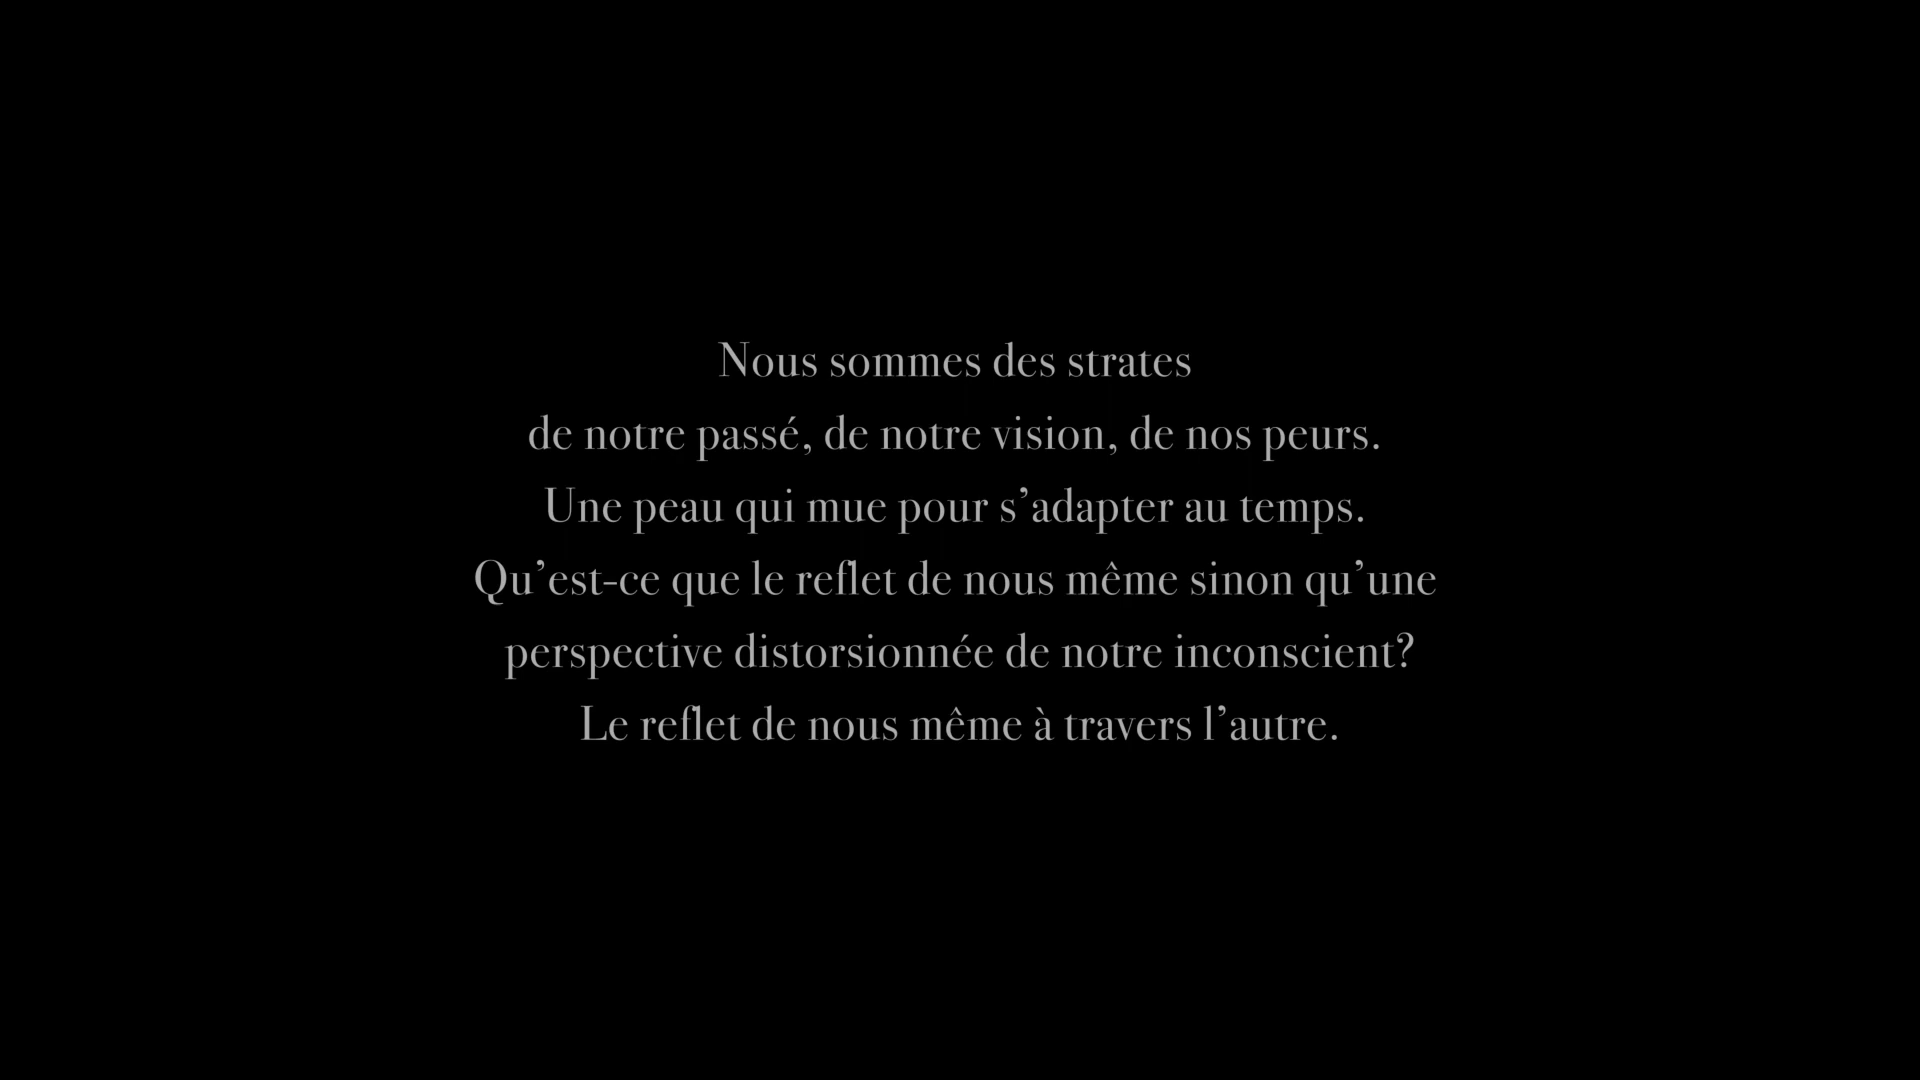 Nous sommes des strates
de notre passé, de notre vision, de nos peurs.
Une peau qui mue pour s’adapter au temps.
Qu’est-ce que le reflet de nous même sinon qu’une
perspective distorsionnée de notre inconscient?
Le reflet de nous même à travers l’autre.